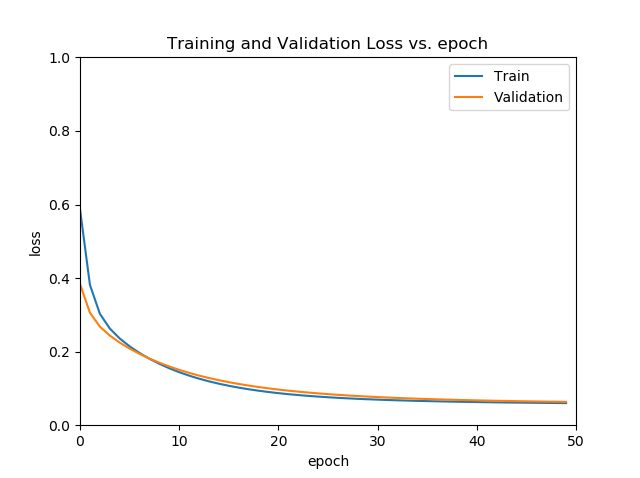 Training and Validation Loss vs. epoch
Train
Validation
1.0
0.8
0.6
0.4
0.2
0.0
loss
0 10 20 30 40 50
epoch